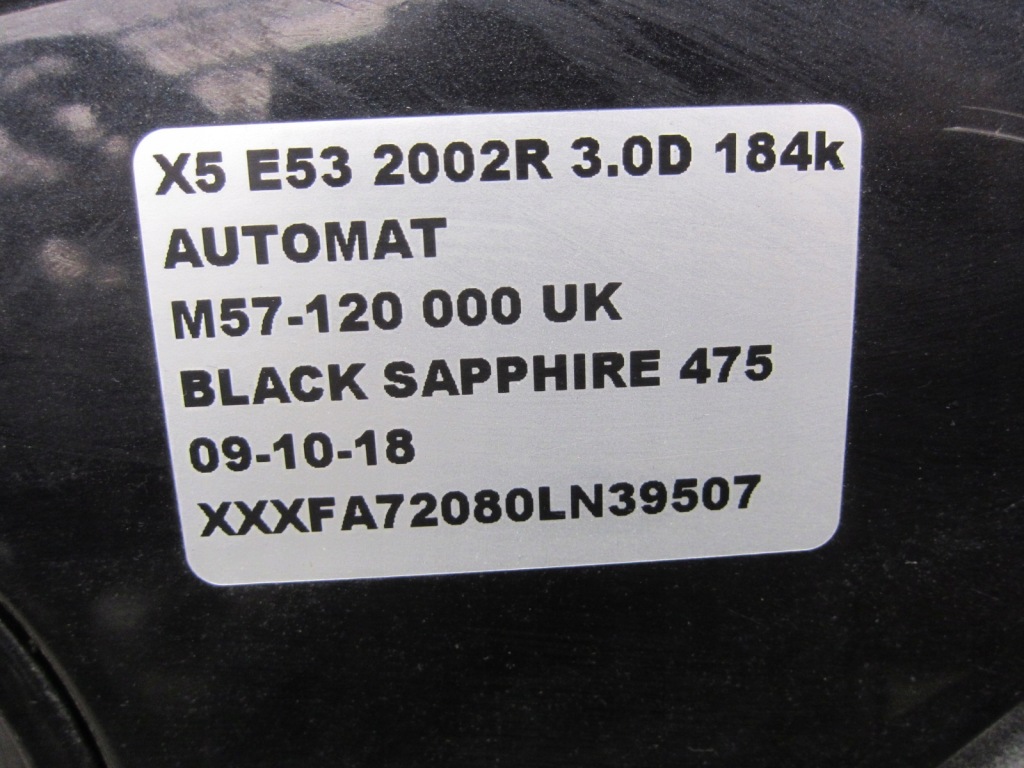 X5 E53 2002R 3.0D 184k
AUTOMAT
M57-120 000 UK
BLACK SAPPHIRE 475
09-10-18
XXXFA72080LN39507